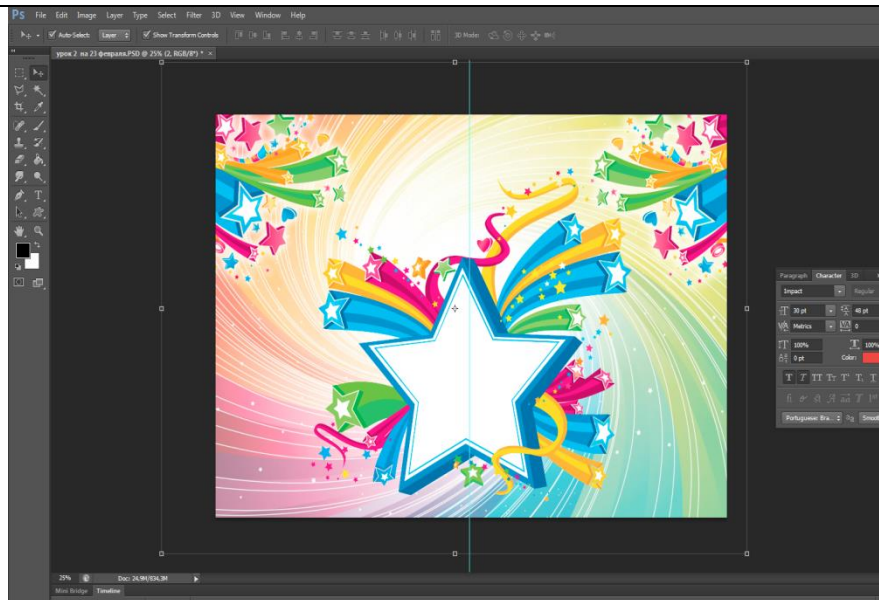 Ps File Edit Image Layer Type Select Filter 3D View Window Help
Auto-Select: Layer Show Transform Controls 3D Mode:
урок 2 на 23 февраля.PSD @ 25% (2, RGB/8*) * ×
Paragraph Character 3D
Impact Regular
30 pt 48 pt
Metrics 0
100% 100%
0 pt Color:
Portuguese: Bra... Smooth
25% Doc: 24,9M/834,3M
Mini Bridge Timeline